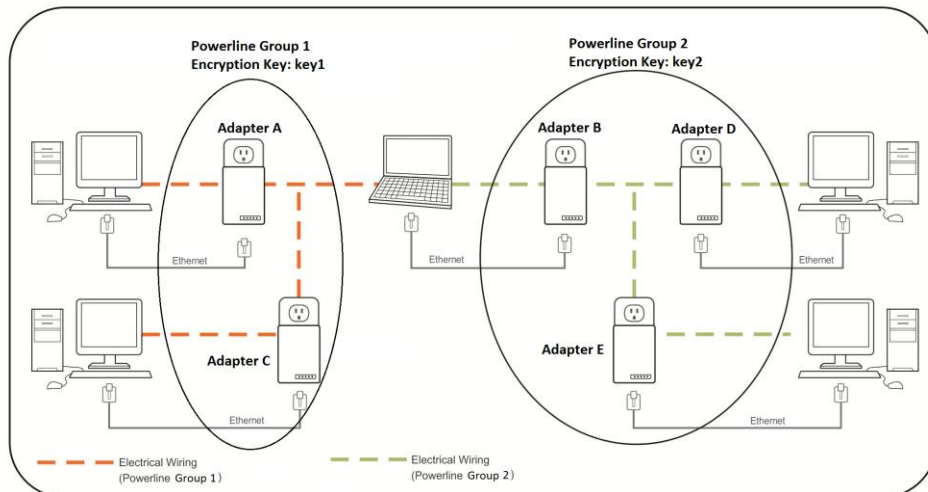 Powerline Group 1
Encryption Key: key1
Powerline Group 2
Encryption Key: key2
Adapter A
Adapter B
Adapter D
Ethernet
Ethernet
Ethernet
Adapter C
Adapter E
Ethernet
Ethernet
Electrical Wiring
(Powerline Group 1)
Electrical Wiring
(Powerline Group 2)